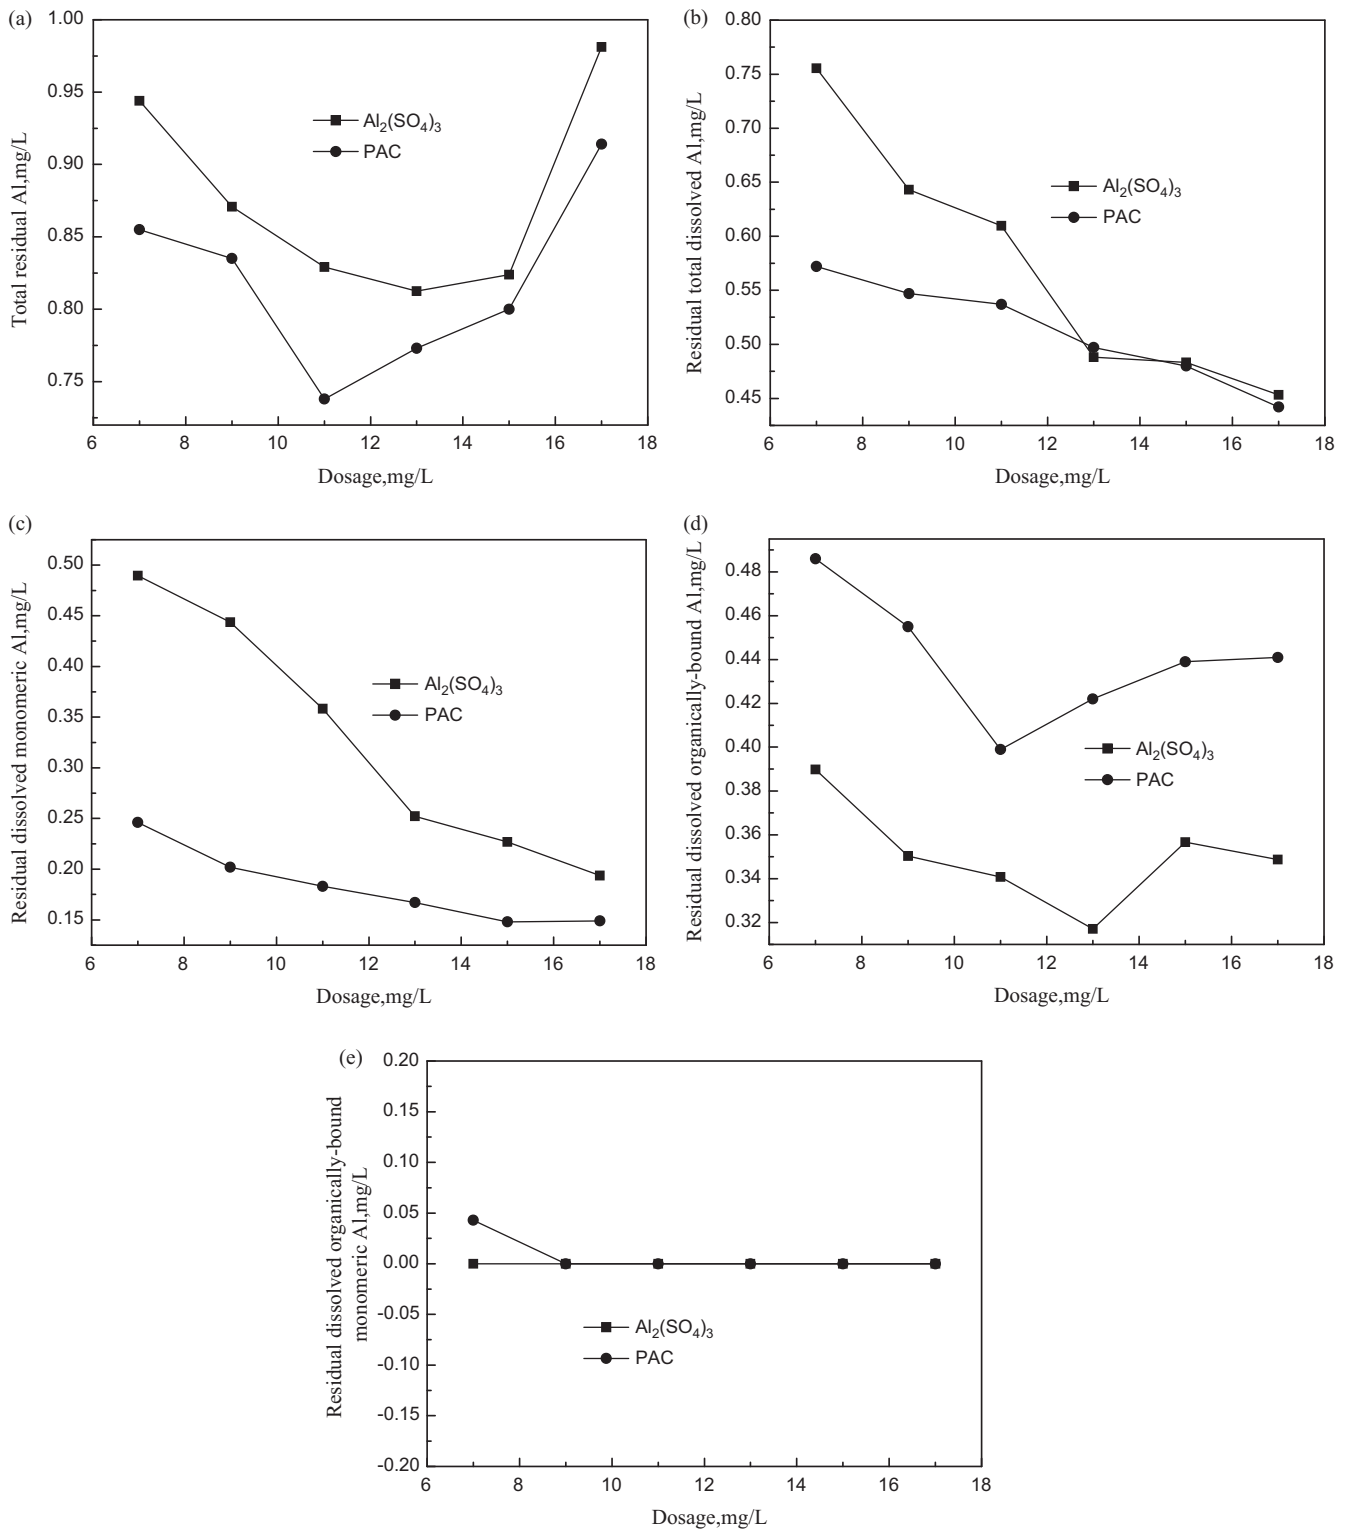 (a)
1.00
0.95
0.90
0.85
0.80
0.75
Total residual Al,mg/L
Al₂(SO₄)₃
PAC
6 8 10 12 14 16 18
Dosage,mg/L
(b)
0.80
0.75
0.70
0.65
0.60
0.55
0.50
0.45
Residual total dissolved Al,mg/L
Al₂(SO₄)₃
PAC
6 8 10 12 14 16 18
Dosage,mg/L
(c)
0.50
0.45
0.40
0.35
0.30
0.25
0.20
0.15
Residual dissolved monomeric Al,mg/L
Al₂(SO₄)₃
PAC
6 8 10 12 14 16 18
Dosage,mg/L
(d)
0.48
0.46
0.44
0.42
0.40
0.38
0.36
0.34
0.32
Residual dissolved organically-bound Al,mg/L
Al₂(SO₄)₃
PAC
6 8 10 12 14 16 18
Dosage,mg/L
(e)
0.20
0.15
0.10
0.05
0.00
-0.05
-0.10
-0.15
-0.20
Residual dissolved organically-bound
monomeric Al,mg/L
Al₂(SO₄)₃
PAC
6 8 10 12 14 16 18
Dosage,mg/L